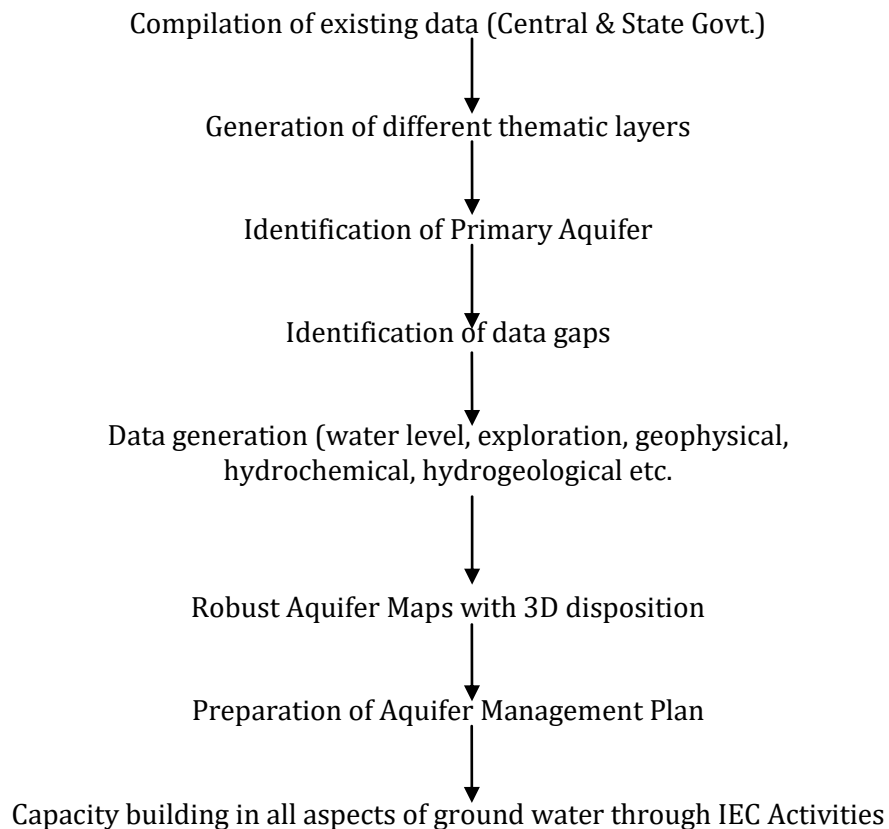 Compilation of existing data (Central & State Govt.)
Generation of different thematic layers
Identification of Primary Aquifer
Identification of data gaps
Data generation (water level, exploration, geophysical,
hydrochemical, hydrogeological etc.
Robust Aquifer Maps with 3D disposition
Preparation of Aquifer Management Plan
Capacity building in all aspects of ground water through IEC Activities